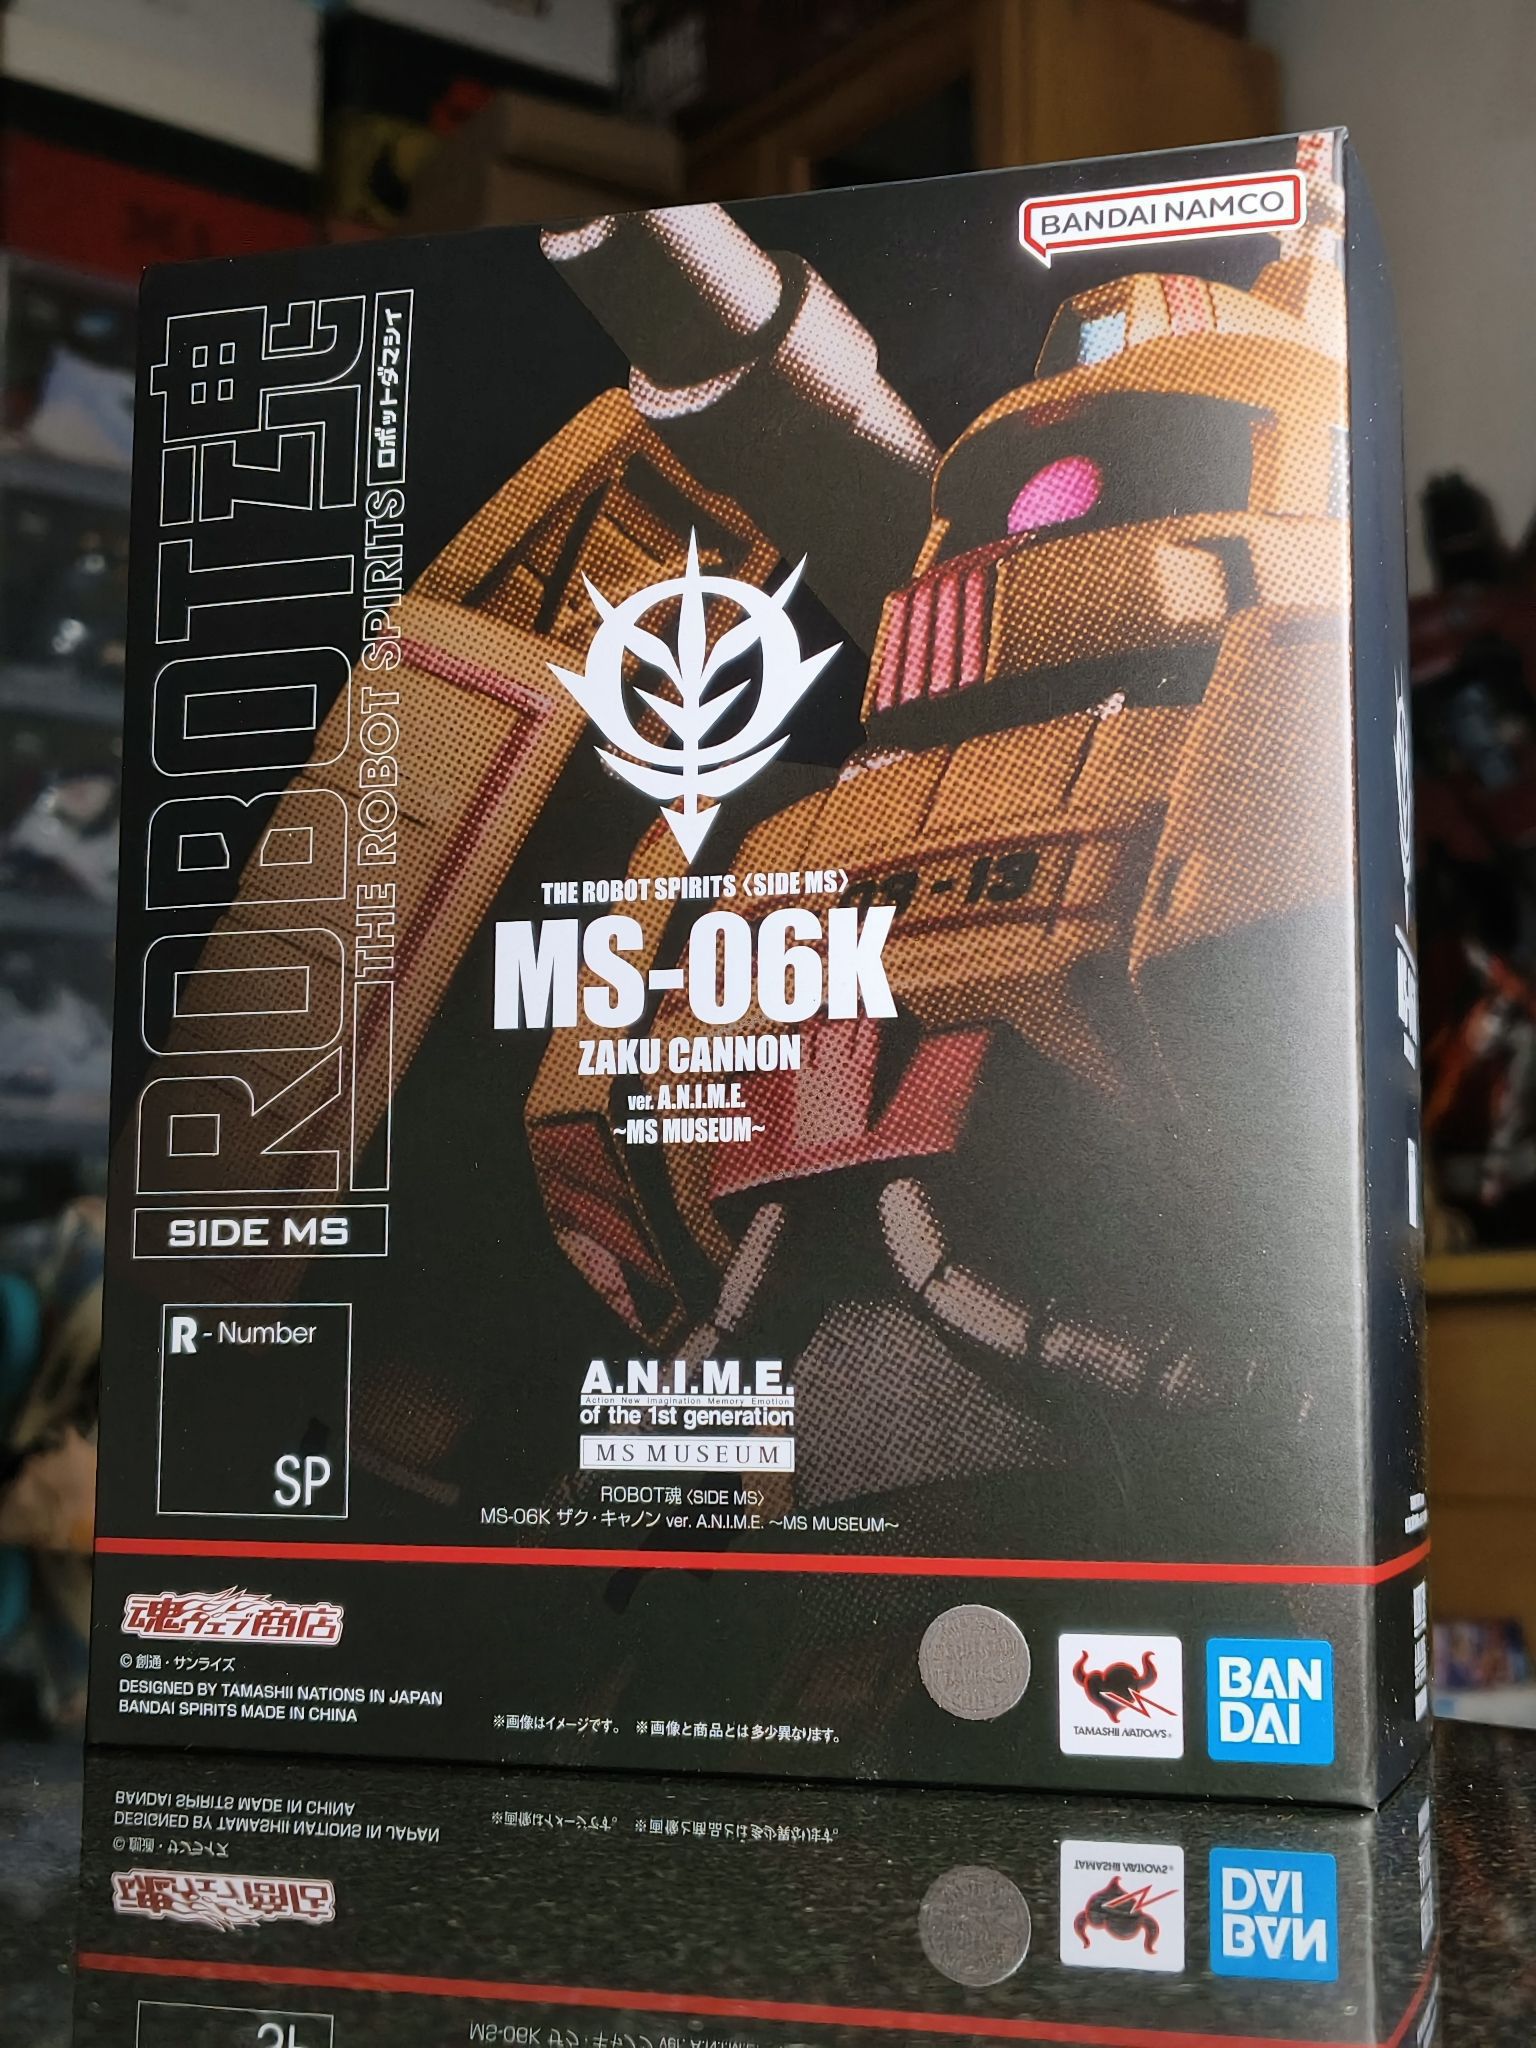 BANDAI NAMCO
ROBOT魂
ロボットダマシイ
THE ROBOT SPIRITS
SIDE MS
R-Number
SP
THE ROBOT SPIRITS〈SIDE MS〉
MS-06K
ZAKU CANNON
ver. A.N.I.M.E.
~MS MUSEUM~
-13
A.N.I.M.E.
Action New Imagination Memory Emotion
of the 1st generation
MS MUSEUM
ROBOT魂〈SIDE MS〉
MS-06K ザク・キャノン ver. A.N.I.M.E. ~MS MUSEUM~
魂ウェブ商店
© 創通・サンライズ
DESIGNED BY TAMASHII NATIONS IN JAPAN
BANDAI SPIRITS MADE IN CHINA
※画像はイメージです。 ※画像と商品とは多少異なります。
TAMASHII NATIONS
BAN
DAI